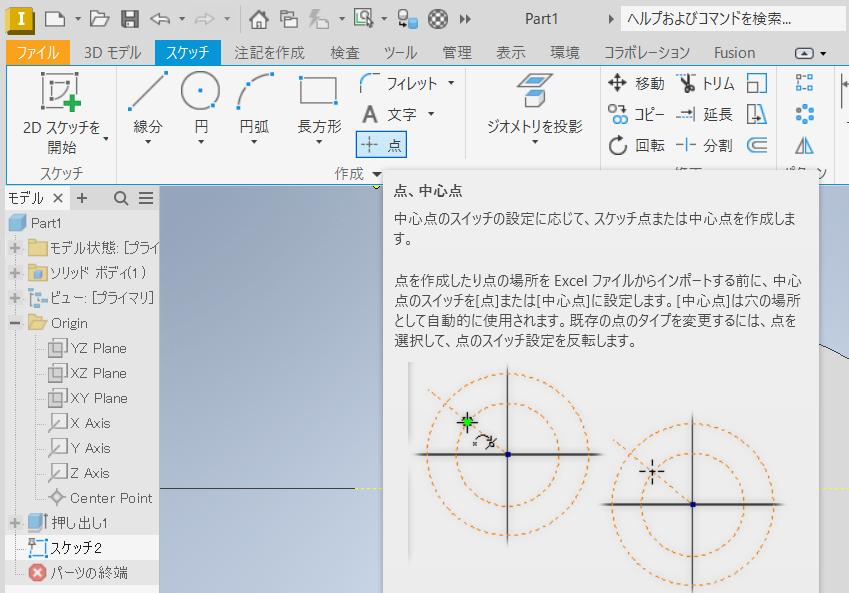 Part1
ヘルプおよびコマンドを検索...
ファイル 3D モデル スケッチ 注記を作成 検査 ツール 管理 表示 環境 コラボレーション Fusion
2D スケッチを
開始
線分
円
円弧
長方形
フィレット
文字
点
ジオメトリを投影
移動 トリム
コピー 延長
回転 分割
スケッチ
作成
モデル
Part1
モデル状態: [プライ
ソリッド ボディ(1)
ビュー: [プライマリ]
Origin
YZ Plane
XZ Plane
XY Plane
X Axis
Y Axis
Z Axis
Center Point
押し出し1
スケッチ2
パーツの終端
点、中心点
中心点のスイッチの設定に応じて、スケッチ点または中心点を作成しま
す。
点を作成したり点の場所を Excel ファイルからインポートする前に、中心
点のスイッチを[点]または[中心点]に設定します。[中心点]は穴の場所
として自動的に使用されます。既存の点のタイプを変更するには、点を
選択して、点のスイッチ設定を反転します。